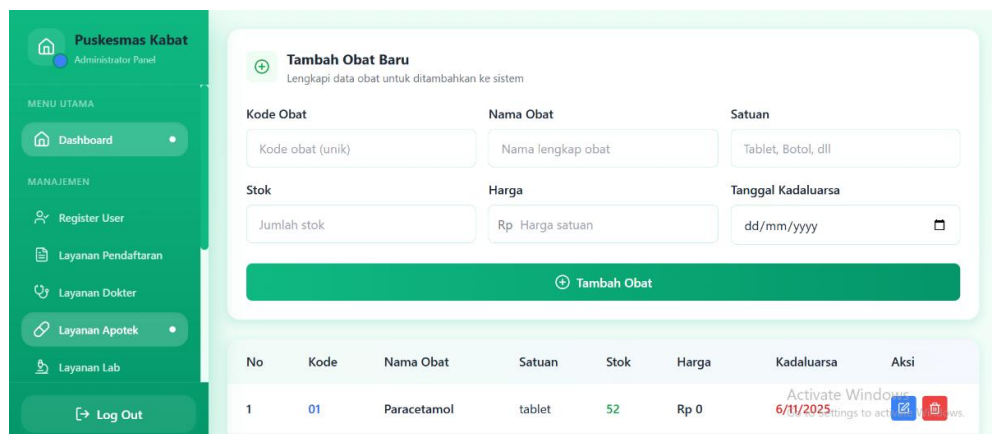 Puskesmas Kabat
Administrator Panel
MENU UTAMA
Dashboard
MANAJEMEN
Register User
Layanan Pendaftaran
Layanan Dokter
Layanan Apotek
Layanan Lab
Log Out
Tambah Obat Baru
Lengkapi data obat untuk ditambahkan ke sistem
Kode Obat Nama Obat Satuan
Kode obat (unik) Nama lengkap obat Tablet, Botol, dll
Stok Harga Tanggal Kadaluarsa
Jumlah stok Rp Harga satuan dd/mm/yyyy
Tambah Obat
No Kode Nama Obat Satuan Stok Harga Kadaluarsa Aksi
Activate Windows
1 01 Paracetamol tablet 52 Rp 0 6/11/2025